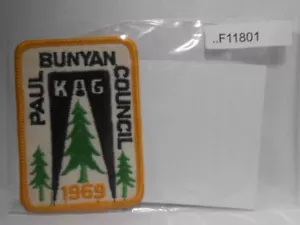 ..F11801
PAUL
BUNYAN
COUNCIL
KAG
1969